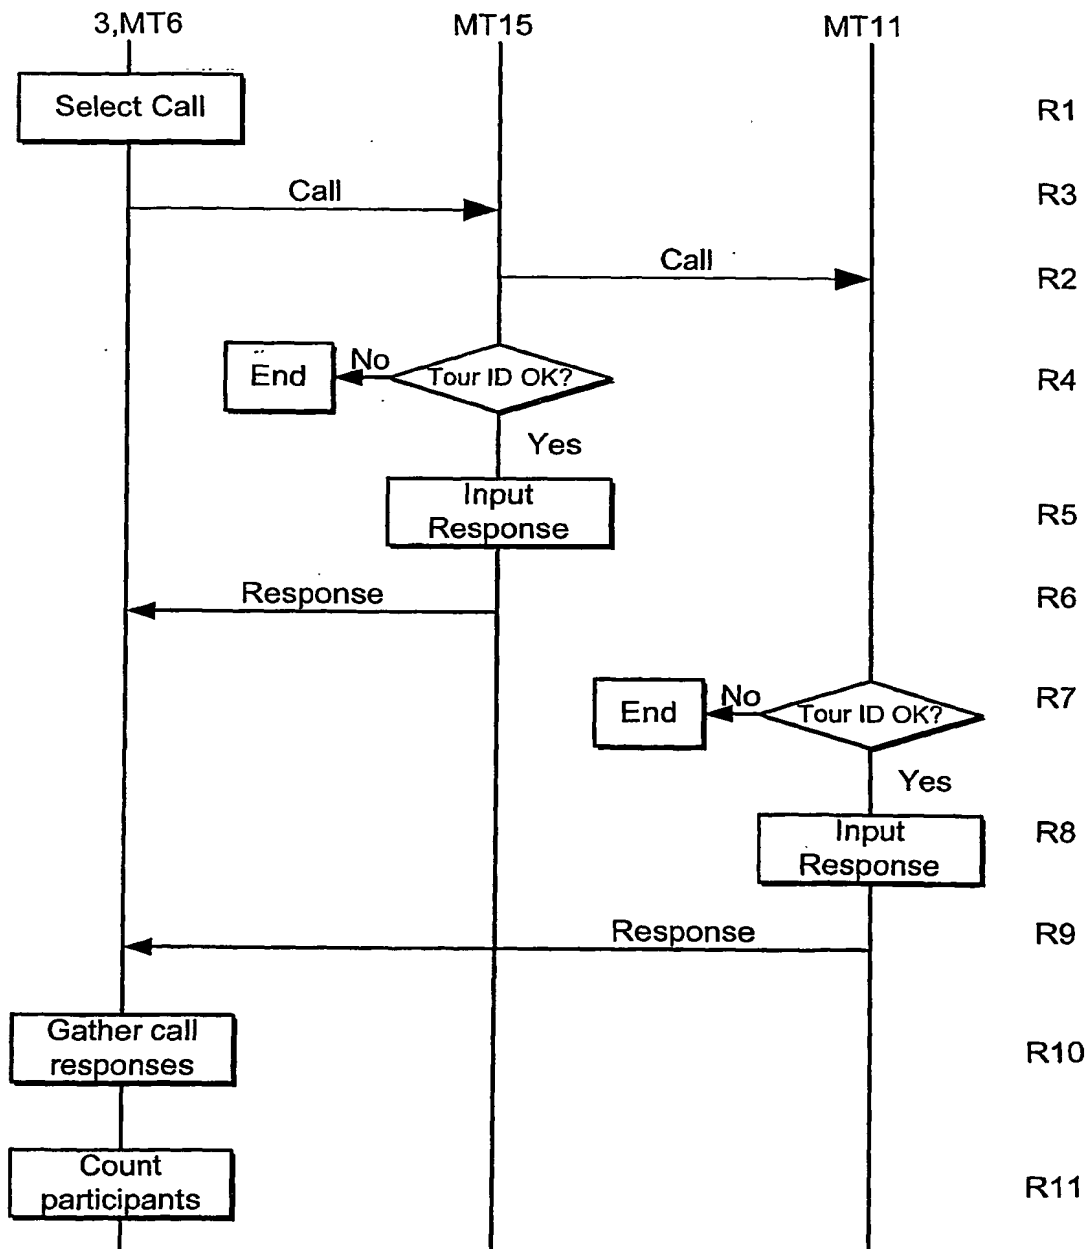 3,MT6
MT15
MT11
Select Call
R1
Call
R3
Call
R2
End
No
Tour ID OK?
R4
Yes
Input
Response
R5
Response
R6
End
No
Tour ID OK?
R7
Yes
Input
Response
R8
Response
R9
Gather call
responses
R10
Count
participants
R11